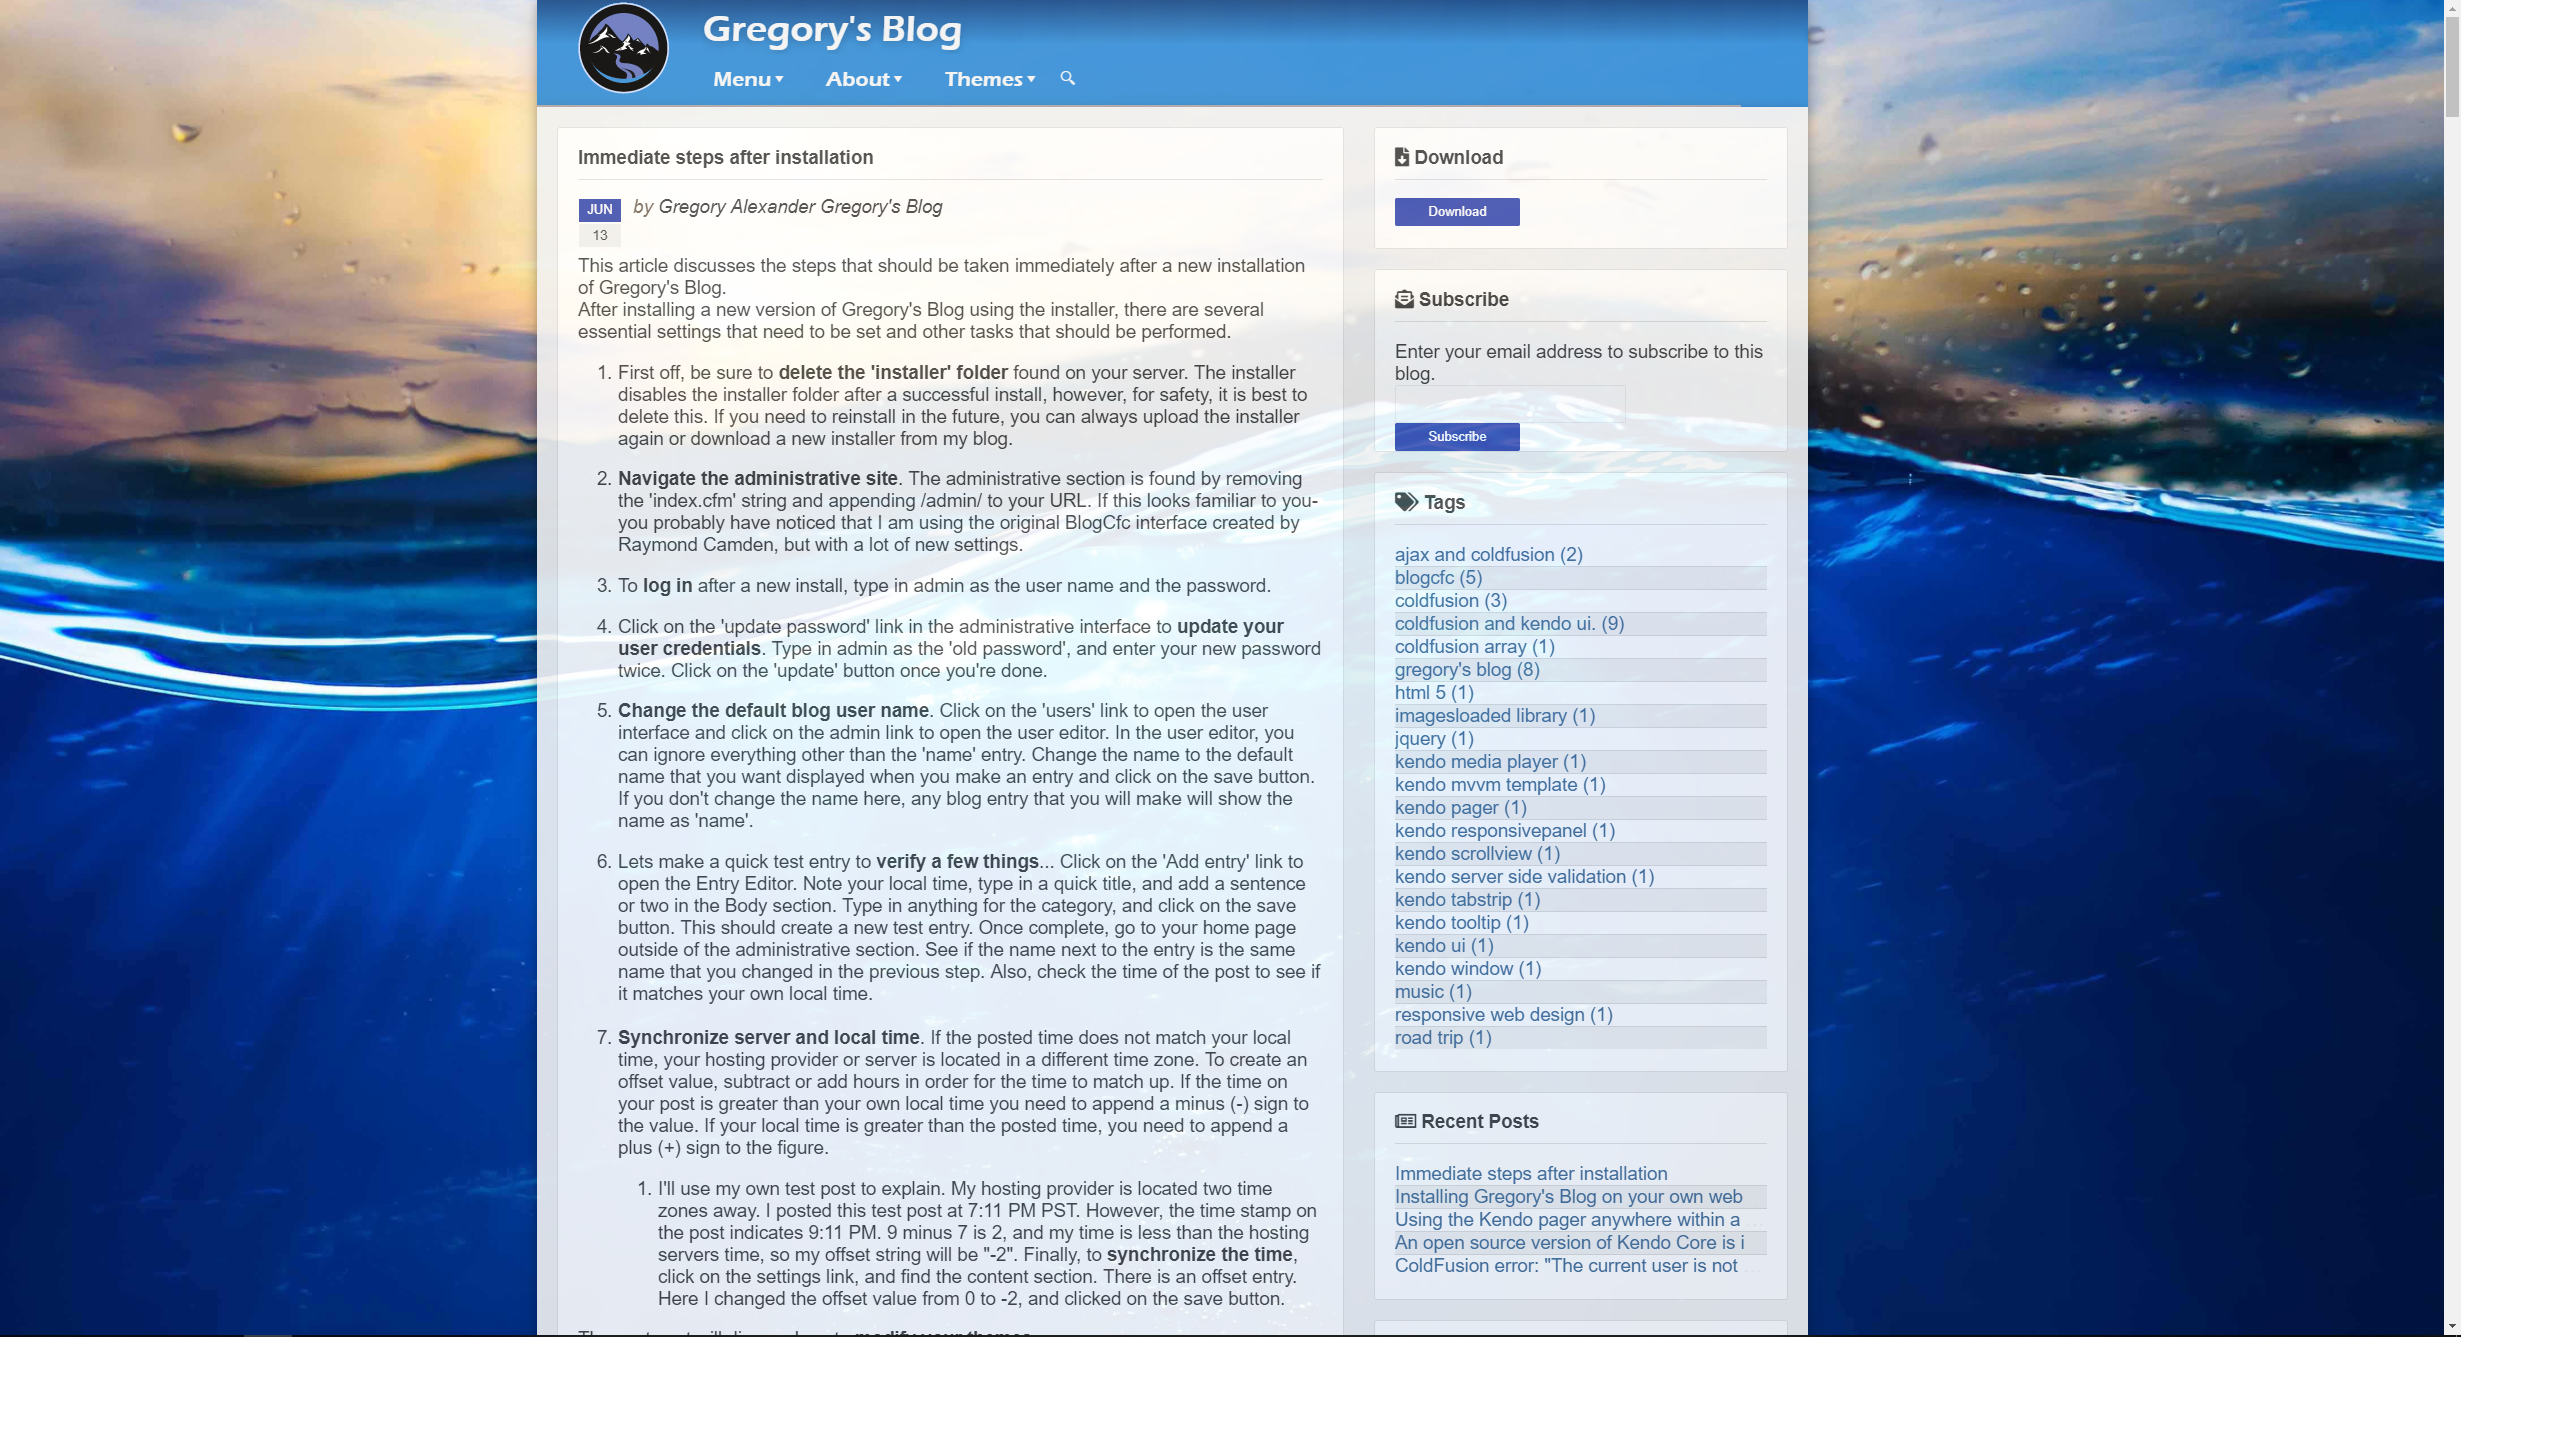 Gregory's Blog
Menu
About
Themes
Immediate steps after installation
JUN
13
by Gregory Alexander Gregory's Blog
This article discusses the steps that should be taken immediately after a new installation
of Gregory's Blog.
After installing a new version of Gregory's Blog using the installer, there are several
essential settings that need to be set and other tasks that should be performed.
1. First off, be sure to delete the 'installer' folder found on your server. The installer
disables the installer folder after a successful install, however, for safety, it is best to
delete this. If you need to reinstall in the future, you can always upload the installer
again or download a new installer from my blog.
2. Navigate the administrative site. The administrative section is found by removing
the 'index.cfm' string and appending /admin/ to your URL. If this looks familiar to you-
you probably have noticed that I am using the original BlogCfc interface created by
Raymond Camden, but with a lot of new settings.
3. To log in after a new install, type in admin as the user name and the password.
4. Click on the 'update password' link in the administrative interface to update your
user credentials. Type in admin as the 'old password', and enter your new password
twice. Click on the 'update' button once you're done.
5. Change the default blog user name. Click on the 'users' link to open the user
interface and click on the admin link to open the user editor. In the user editor, you
can ignore everything other than the 'name' entry. Change the name to the default
name that you want displayed when you make an entry and click on the save button.
If you don't change the name here, any blog entry that you will make will show the
name as 'name'.
6. Lets make a quick test entry to verify a few things... Click on the 'Add entry' link to
open the Entry Editor. Note your local time, type in a quick title, and add a sentence
or two in the Body section. Type in anything for the category, and click on the save
button. This should create a new test entry. Once complete, go to your home page
outside of the administrative section. See if the name next to the entry is the same
name that you changed in the previous step. Also, check the time of the post to see if
it matches your own local time.
7. Synchronize server and local time. If the posted time does not match your local
time, your hosting provider or server is located in a different time zone. To create an
offset value, subtract or add hours in order for the time to match up. If the time on
your post is greater than your own local time you need to append a minus (-) sign to
the value. If your local time is greater than the posted time, you need to append a
plus (+) sign to the figure.
1. I'll use my own test post to explain. My hosting provider is located two time
zones away. I posted this test post at 7:11 PM PST. However, the time stamp on
the post indicates 9:11 PM. 9 minus 7 is 2, and my time is less than the hosting
servers time, so my offset string will be "-2". Finally, to synchronize the time,
click on the settings link, and find the content section. There is an offset entry.
Here I changed the offset value from 0 to -2, and clicked on the save button.
Download
Download
Subscribe
Enter your email address to subscribe to this
blog.
Subscribe
Tags
ajax and coldfusion (2)
blogcfc (5)
coldfusion (3)
coldfusion and kendo ui. (9)
coldfusion array (1)
gregory's blog (8)
html 5 (1)
imagesloaded library (1)
jquery (1)
kendo media player (1)
kendo mvvm template (1)
kendo pager (1)
kendo responsivepanel (1)
kendo scrollview (1)
kendo server side validation (1)
kendo tabstrip (1)
kendo tooltip (1)
kendo ui (1)
kendo window (1)
music (1)
responsive web design (1)
road trip (1)
Recent Posts
Immediate steps after installation
Installing Gregory's Blog on your own web
Using the Kendo pager anywhere within a ...
An open source version of Kendo Core is i
ColdFusion error: "The current user is not ...